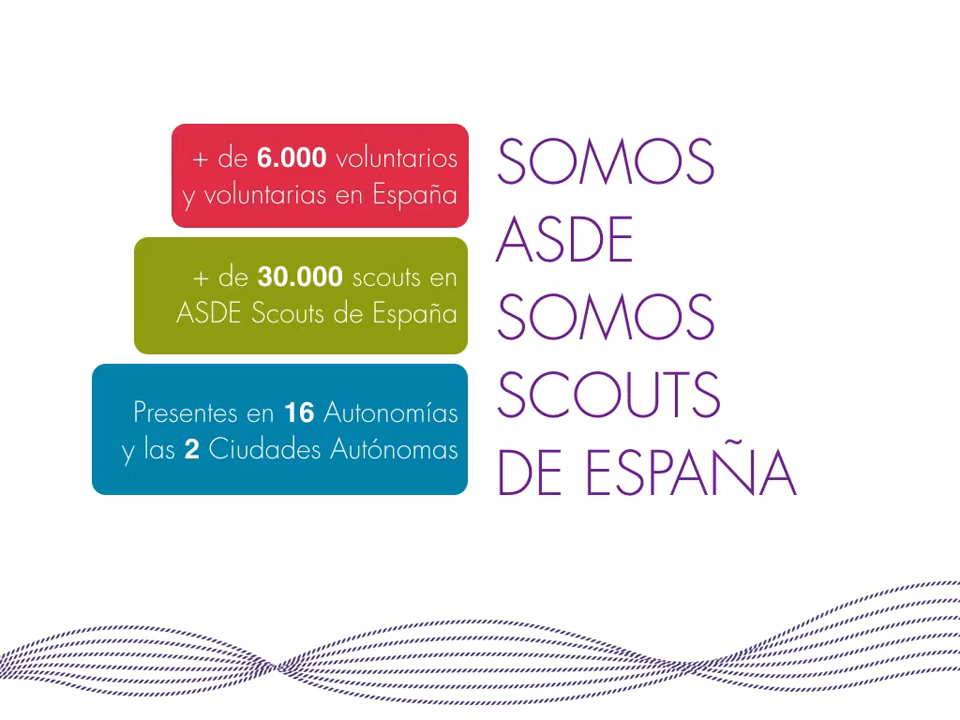 + de 6.000 voluntarios
y voluntarias en España
+ de 30.000 scouts en
ASDE Scouts de España
Presentes en 16 Autonomías
y las 2 Ciudades Autónomas
SOMOS
ASDE
SOMOS
SCOUTS
DE ESPAÑA